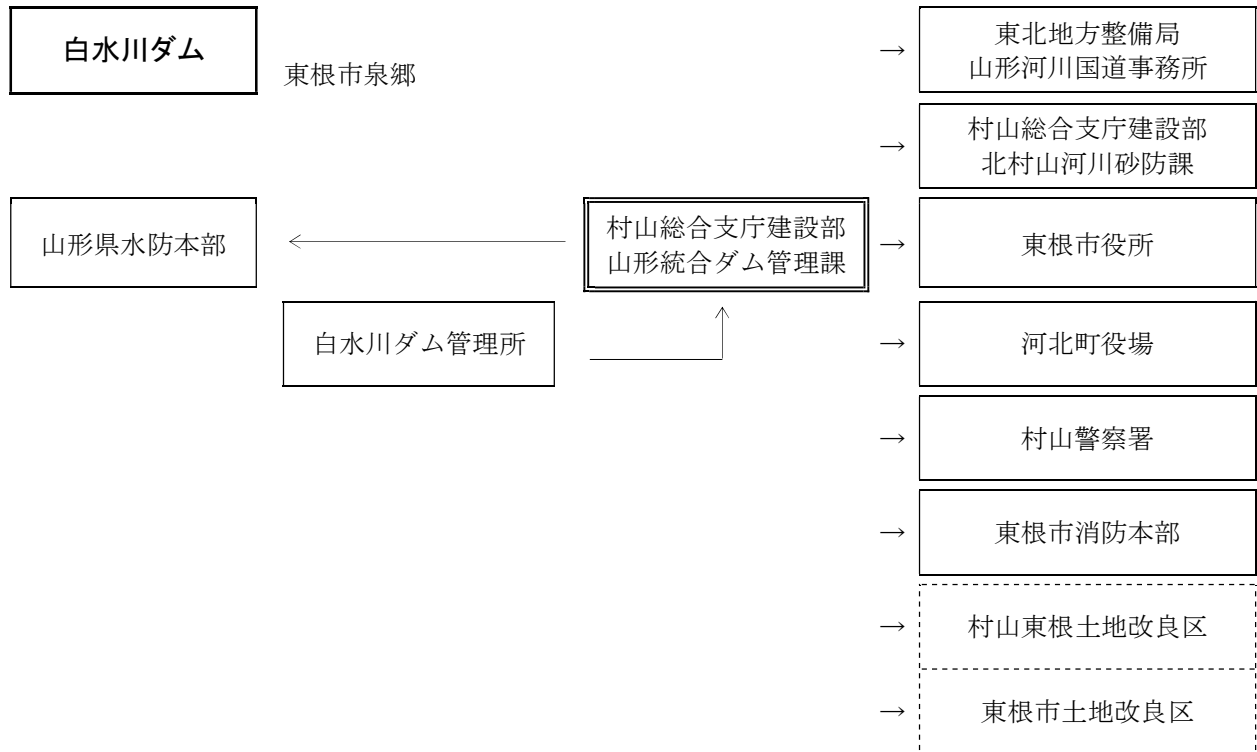 白水川ダム
東根市泉郷
→
東北地方整備局
山形河川国道事務所
→
村山総合支庁建設部
北村山河川砂防課
山形県水防本部
村山総合支庁建設部
山形統合ダム管理課
→
東根市役所
白水川ダム管理所
→
河北町役場
→
村山警察署
→
東根市消防本部
→
村山東根土地改良区
→
東根市土地改良区